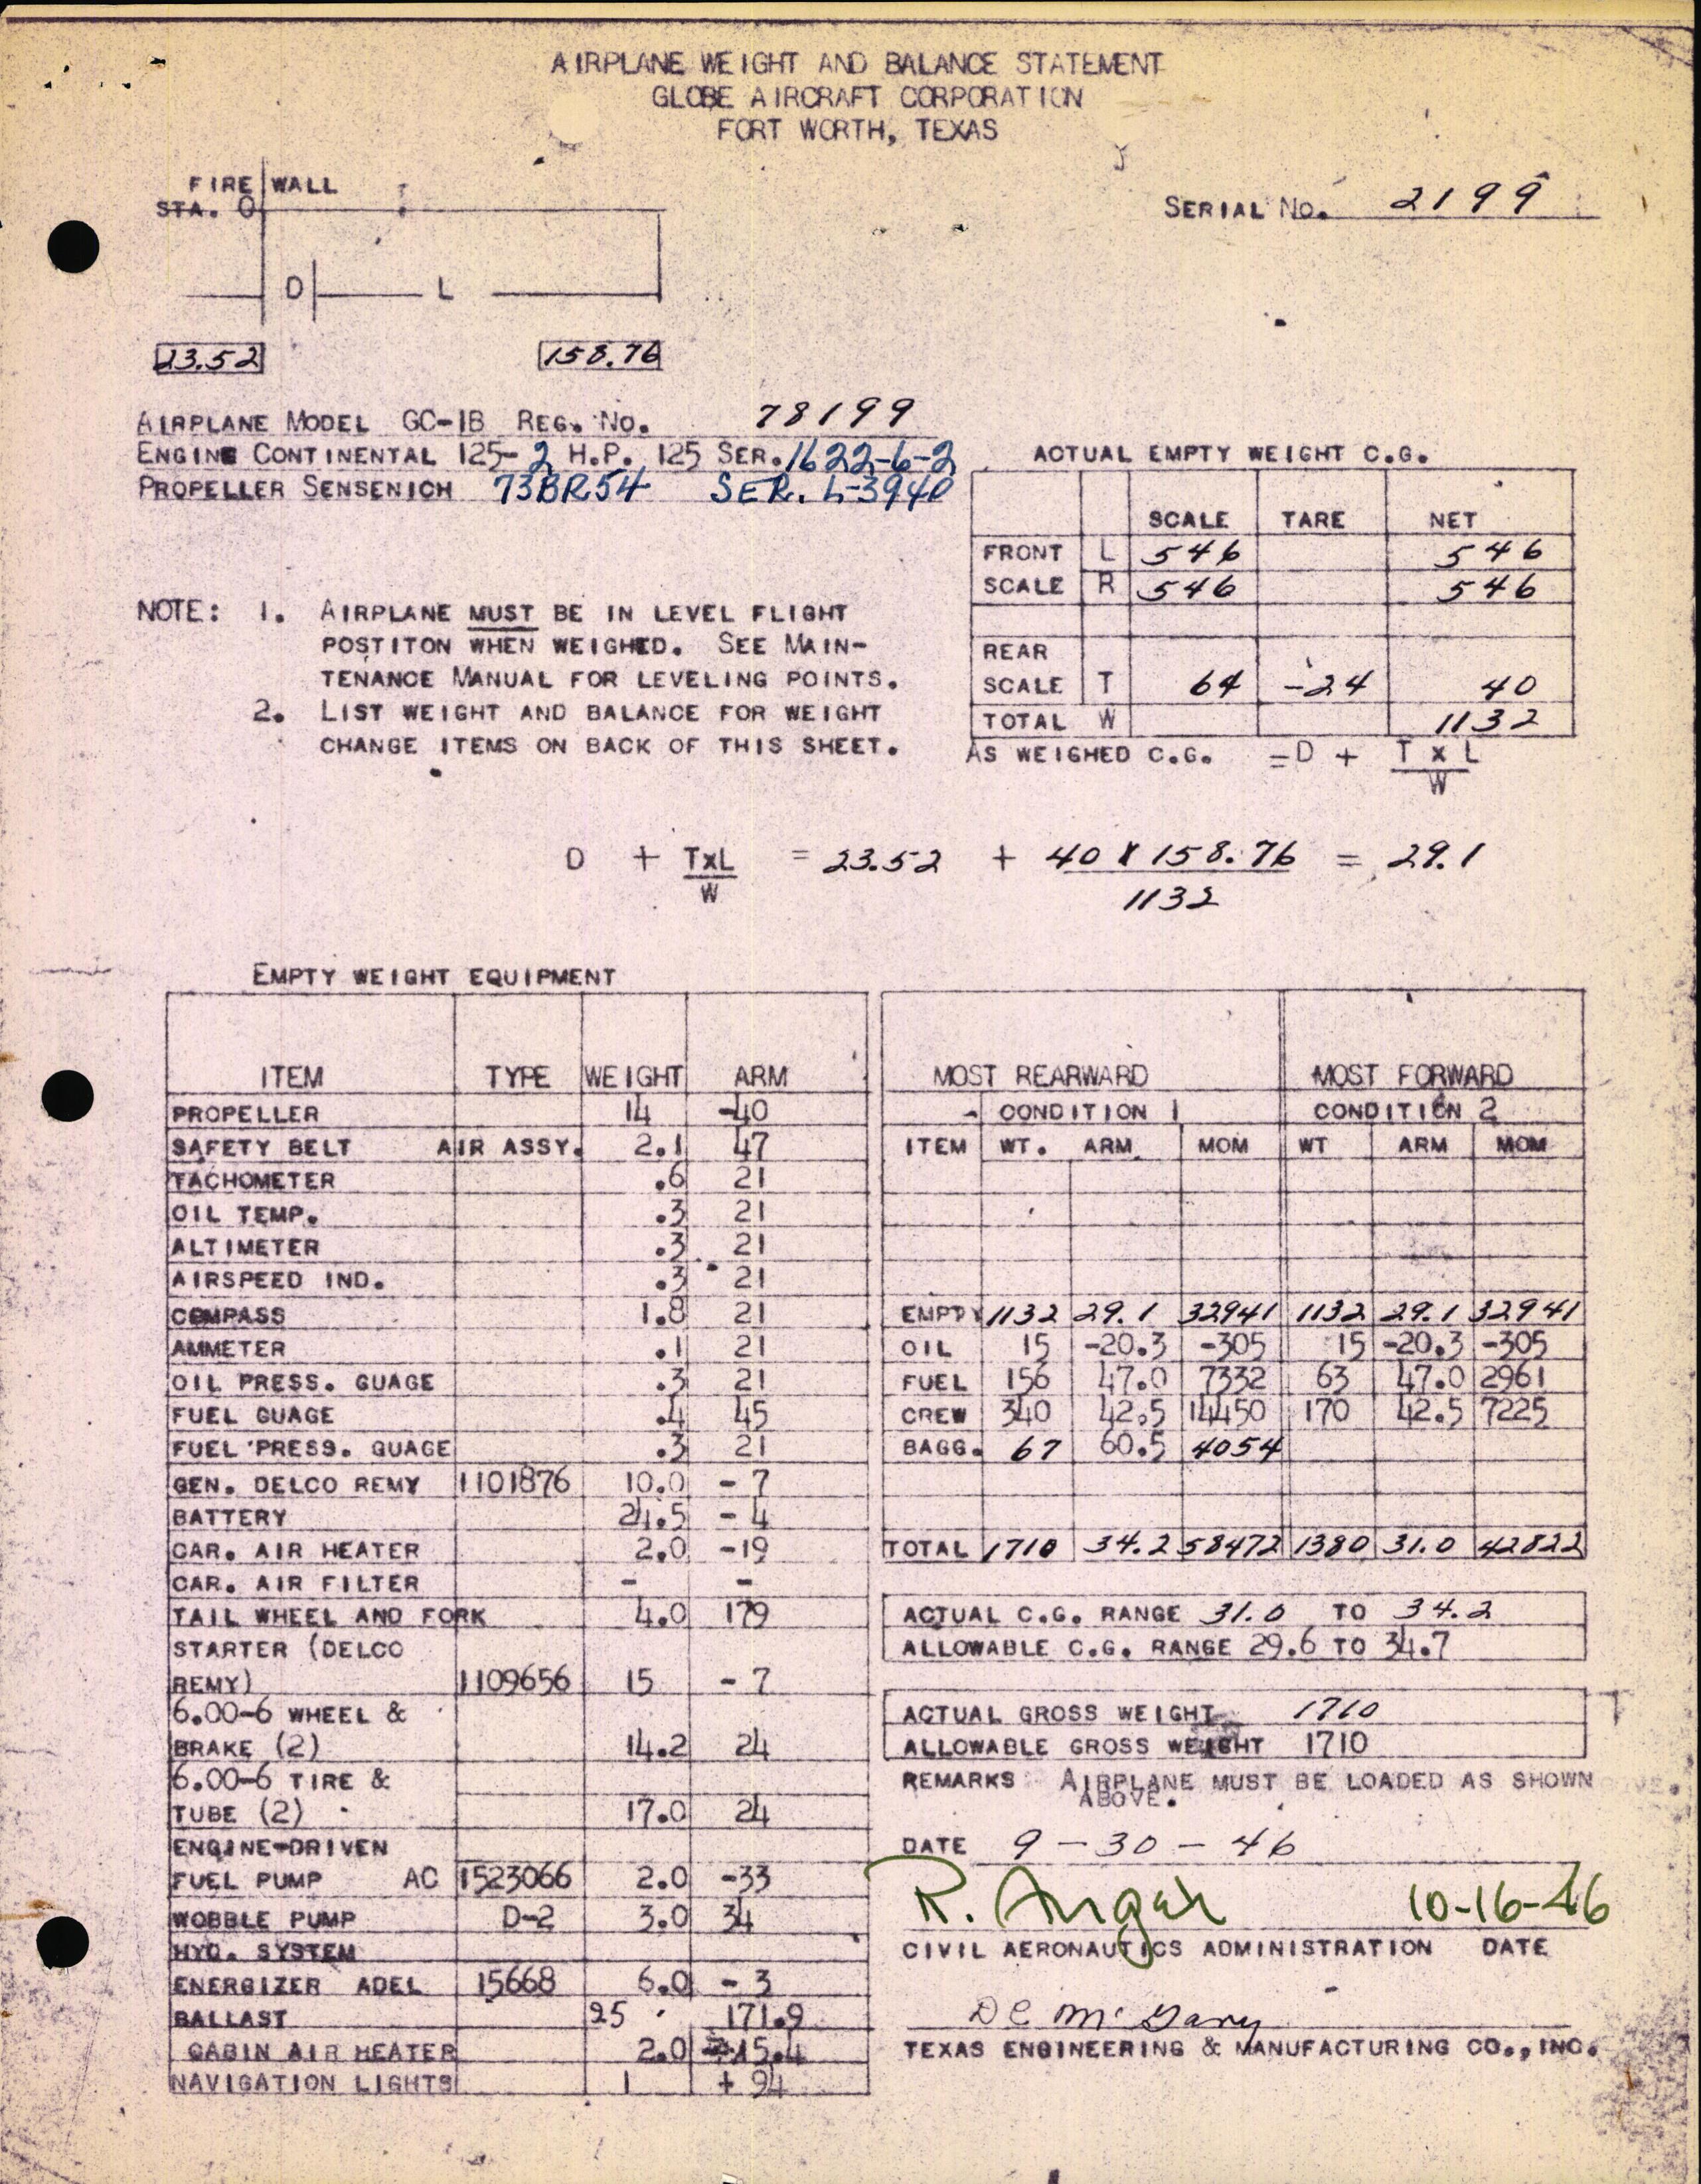 AIRPLANE WEIGHT AND BALANCE STATEMENT
GLOBE AIRCRAFT CORPORATION
FORT WORTH, TEXAS
FIRE WALL
STA. O
SERIAL NO. 2199
D L
23.52 158.76
AIRPLANE MODEL GC-1B REG. NO. 78199
ENGINE CONTINENTAL 125-2 H.P. 125 SER. 1622-6-2
PROPELLER SENSENICH 73BR54 SER. L-3940
ACTUAL EMPTY WEIGHT C.G.
SCALE TARE NET
FRONT L 546 546
SCALE R 546 546
REAR
SCALE T 64 -24 40
TOTAL W 1132
AS WEIGHED C.G. = D + T X L
W
NOTE: 1. AIRPLANE MUST BE IN LEVEL FLIGHT
POSTITON WHEN WEIGHED. SEE MAIN-
TENANCE MANUAL FOR LEVELING POINTS.
2. LIST WEIGHT AND BALANCE FOR WEIGHT
CHANGE ITEMS ON BACK OF THIS SHEET.
D + TXL = 23.52 + 40 X 158.76 = 29.1
W 1132
EMPTY WEIGHT EQUIPMENT
ITEM TYPE WEIGHT ARM
PROPELLER 14 -40
SAFETY BELT AIR ASSY. 2.1 47
TACHOMETER .6 21
OIL TEMP. .3 21
ALTIMETER .3 21
AIRSPEED IND. .3 21
COMPASS 1.8 21
AMMETER .1 21
OIL PRESS. GUAGE .3 21
FUEL GUAGE .4 45
FUEL PRESS. GUAGE .3 21
GEN. DELCO REMY 1101876 10.0 - 7
BATTERY 24.5 - 4
CAR. AIR HEATER 2.0 -19
CAR. AIR FILTER - -
TAIL WHEEL AND FORK 4.0 179
STARTER (DELCO
REMY) 1109656 15 - 7
6.00-6 WHEEL &
BRAKE (2) 14.2 24
6.00-6 TIRE &
TUBE (2) 17.0 24
ENGINE-DRIVEN
FUEL PUMP AC 1523066 2.0 -33
WOBBLE PUMP D-2 3.0 34
HYD. SYSTEM
ENERGIZER ADEL 15668 6.0 - 3
BALLAST 25 171.9
CABIN AIR HEATER 2.0 -15.4
NAVIGATION LIGHTS 1 + 94
MOST REARWARD MOST FORWARD
- CONDITION 1 CONDITION 2
ITEM WT. ARM MOM WT ARM MOM
EMPTY 1132 29.1 32941 1132 29.1 32941
OIL 15 -20.3 -305 15 -20.3 -305
FUEL 156 47.0 7332 63 47.0 2961
CREW 340 42.5 14450 170 42.5 7225
BAGG. 67 60.5 4054
TOTAL 1710 34.2 58472 1380 31.0 42822
ACTUAL C.G. RANGE 31.0 TO 34.2
ALLOWABLE C.G. RANGE 29.6 TO 34.7
ACTUAL GROSS WEIGHT 1710
ALLOWABLE GROSS WEIGHT 1710
REMARKS AIRPLANE MUST BE LOADED AS SHOWN
ABOVE.
DATE 9-30-46
R. 10-16-46
CIVIL AERONAUTICS ADMINISTRATION DATE
TEXAS ENGINEERING & MANUFACTURING CO., INC.